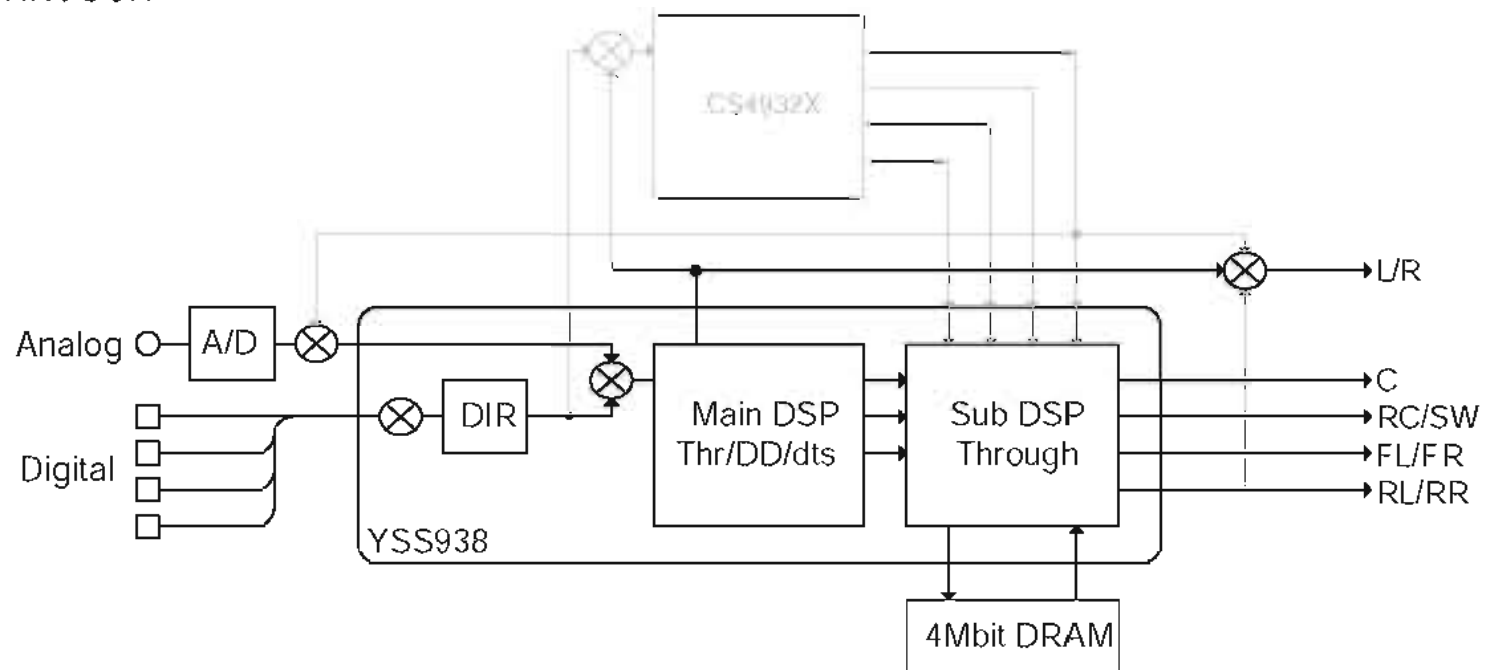 CS4932X
L/R
Analog
A/D
C
DIR
Main DSP
Thr/DD/dts
Sub DSP
Through
RC/SW
FL/FR
RL/RR
Digital
YSS938
4Mbit DRAM